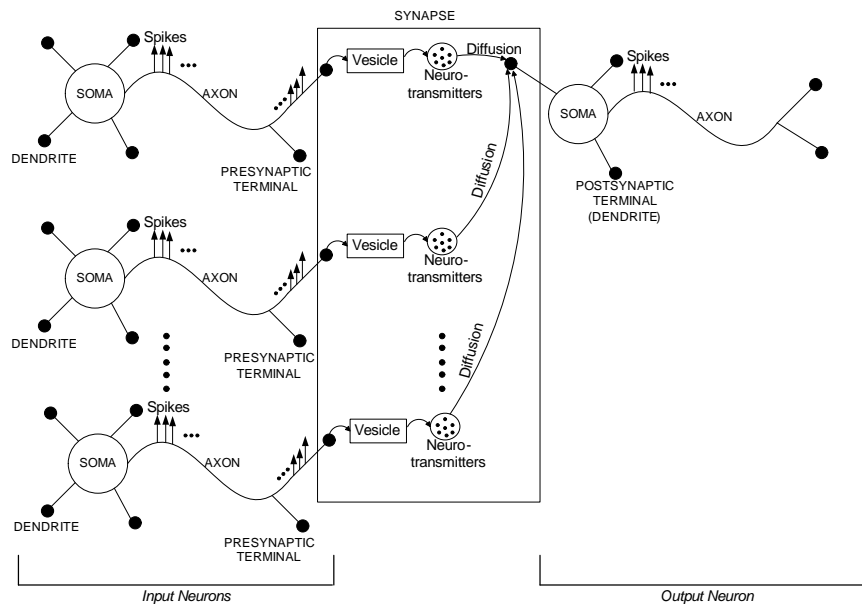 SYNAPSE
Spikes
SOMA
AXON
DENDRITE
PRESYNAPTIC
TERMINAL
Vesicle
Neuro-
transmitters
Diffusion
Spikes
SOMA
AXON
POSTSYNAPTIC
TERMINAL
(DENDRITE)
Spikes
SOMA
AXON
DENDRITE
PRESYNAPTIC
TERMINAL
Vesicle
Neuro-
transmitters
Diffusion
Spikes
SOMA
AXON
DENDRITE
PRESYNAPTIC
TERMINAL
Vesicle
Neuro-
transmitters
Diffusion
Input Neurons
Output Neuron